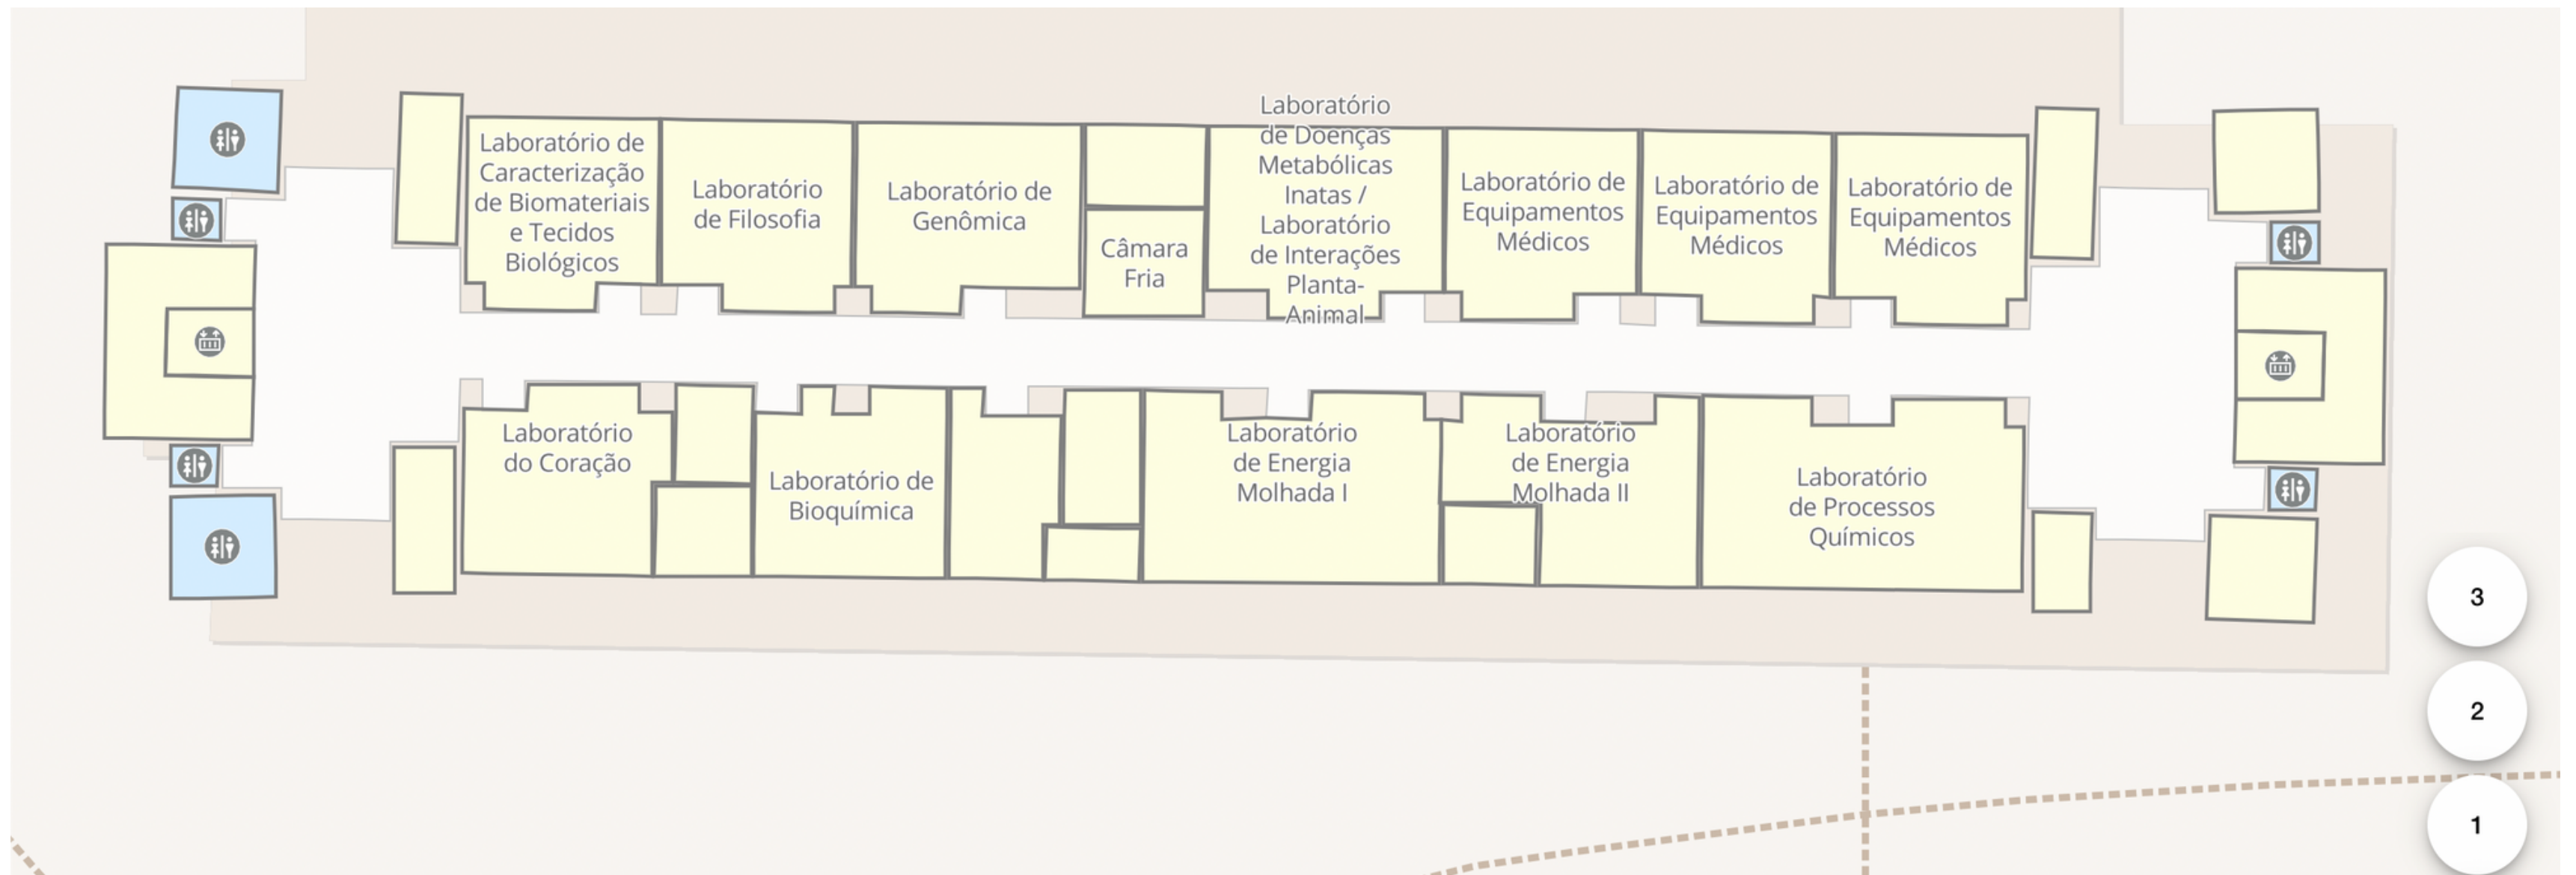 Laboratório de
Caracterização
de Biomateriais
e Tecidos
Biológicos
Laboratório
de Filosofia
Laboratório de
Genômica
Câmara
Fria
Laboratório
de Doenças
Metabólicas
Inatas /
Laboratório
de Interações
Planta-
Animal
Laboratório de
Equipamentos
Médicos
Laboratório de
Equipamentos
Médicos
Laboratório de
Equipamentos
Médicos
Laboratório
do Coração
Laboratório de
Bioquímica
Laboratório
de Energia
Molhada I
Laboratório
de Energia
Molhada II
Laboratório
de Processos
Químicos
3
2
1